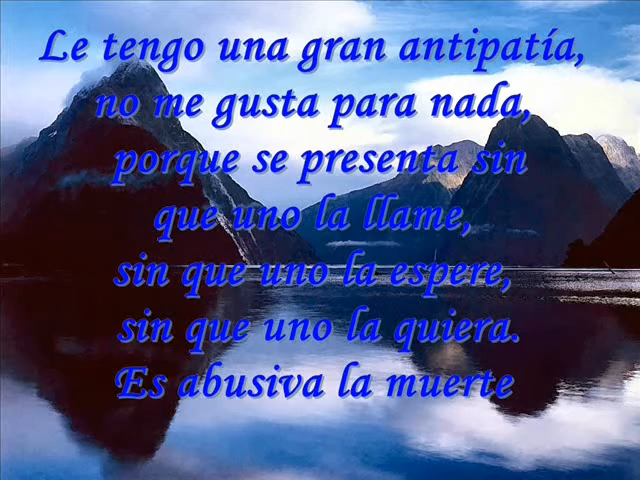 Le tengo una gran antipatía,
no me gusta para nada,
porque se presenta sin
que uno la llame,
sin que uno la espere,
sin que uno la quiera.
Es abusiva la muerte